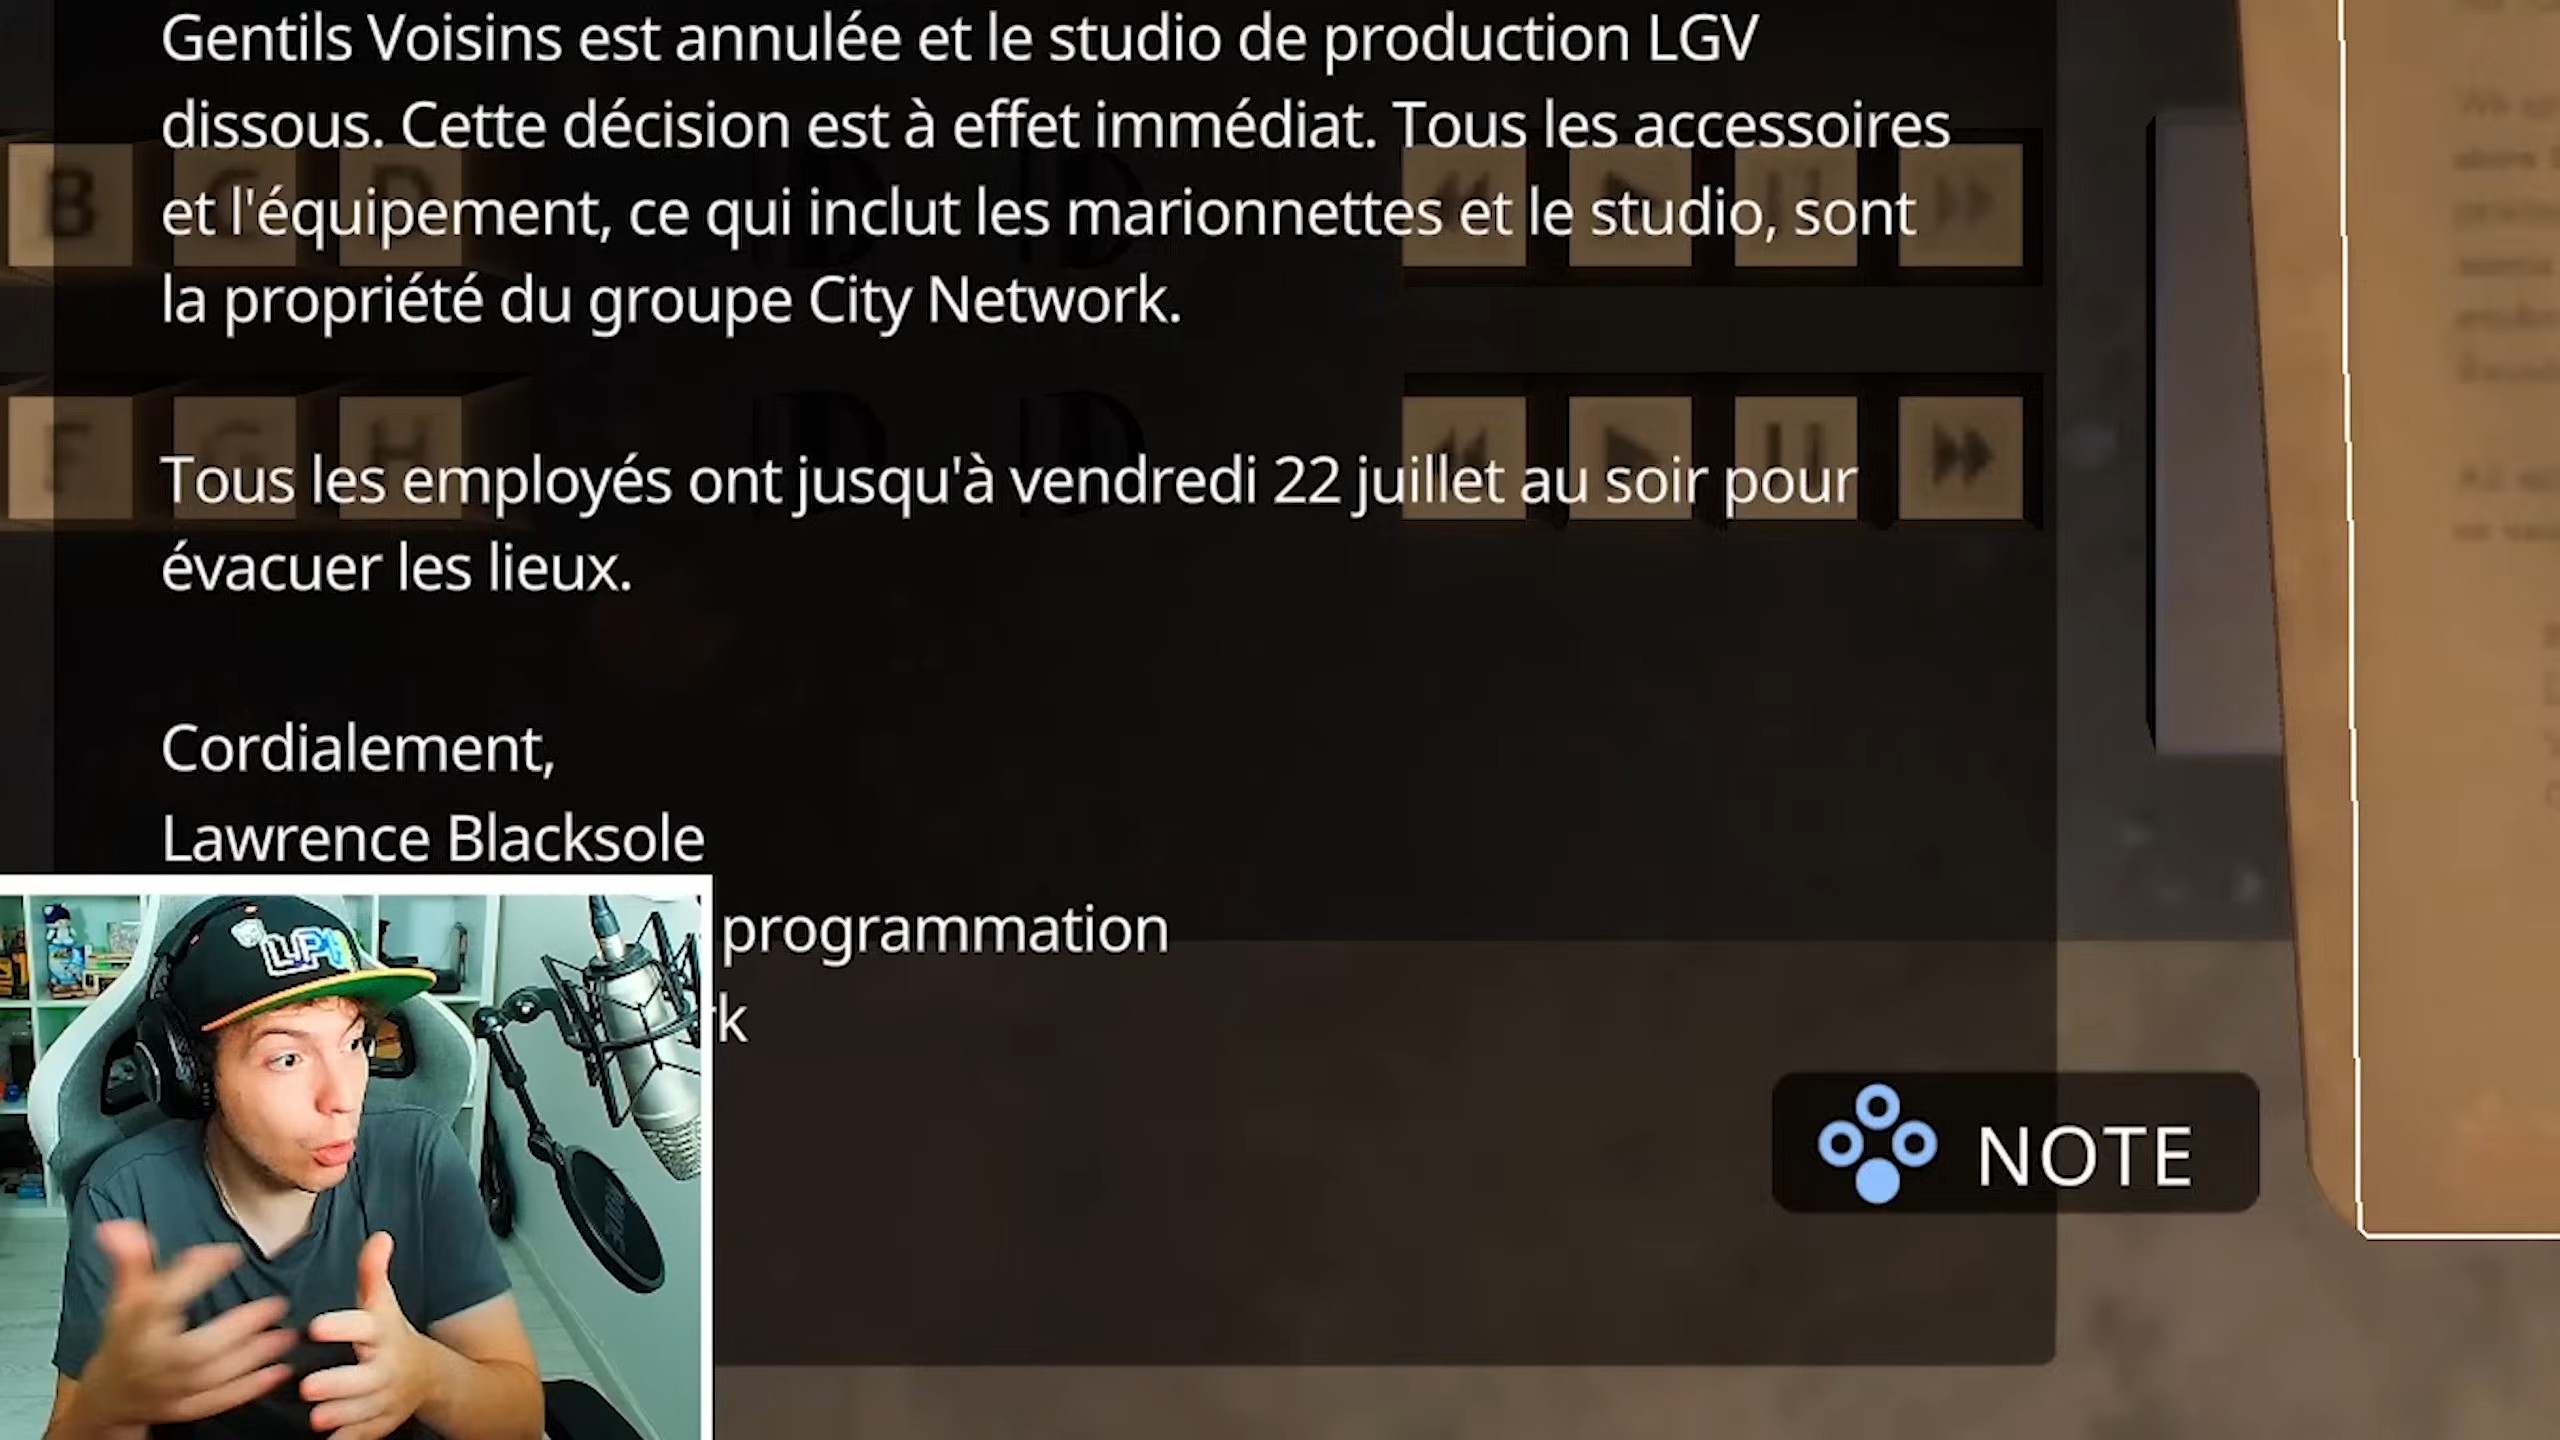 Gentils Voisins est annulée et le studio de production LGV
dissous. Cette décision est à effet immédiat. Tous les accessoires
et l'équipement, ce qui inclut les marionnettes et le studio, sont
la propriété du groupe City Network.
Tous les employés ont jusqu'à vendredi 22 juillet au soir pour
évacuer les lieux.
Cordialement,
Lawrence Blacksole
programmation
NOTE
B C D
F G H